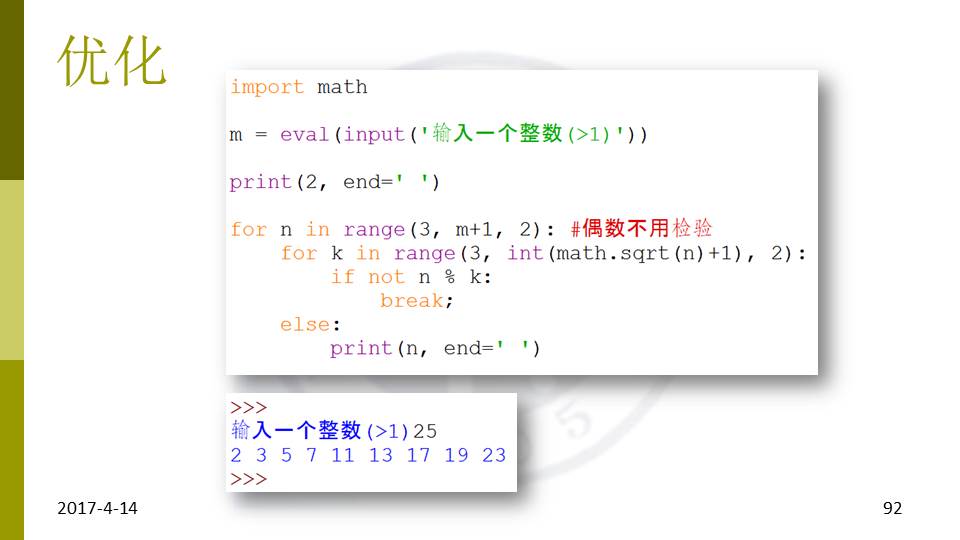 优化
import math
m = eval(input('输入一个整数(>1)'))
print(2, end=' ')
for n in range(3, m+1, 2): #偶数不用检验
    for k in range(3, int(math.sqrt(n)+1), 2):
        if not n % k:
            break;
    else:
        print(n, end=' ')
>>>
输入一个整数(>1)25
2 3 5 7 11 13 17 19 23
>>>
2017-4-14
92